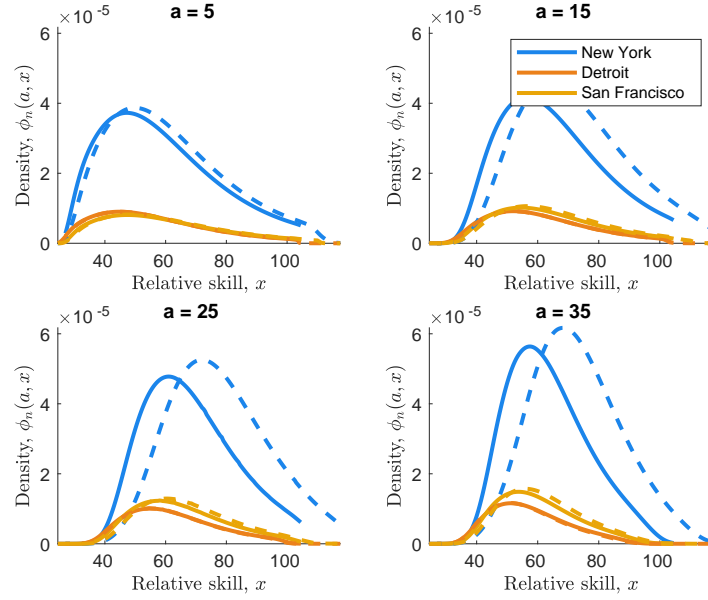 ×10⁻⁵
a = 5
6
4
2
0
40 60 80 100
Density, ϕₙ(a, x)
Relative skill, x
×10⁻⁵
a = 15
6
4
2
0
40 60 80 100
Density, ϕₙ(a, x)
Relative skill, x
New York
Detroit
San Francisco
×10⁻⁵
a = 25
6
4
2
0
40 60 80 100
Density, ϕₙ(a, x)
Relative skill, x
×10⁻⁵
a = 35
6
4
2
0
40 60 80 100
Density, ϕₙ(a, x)
Relative skill, x